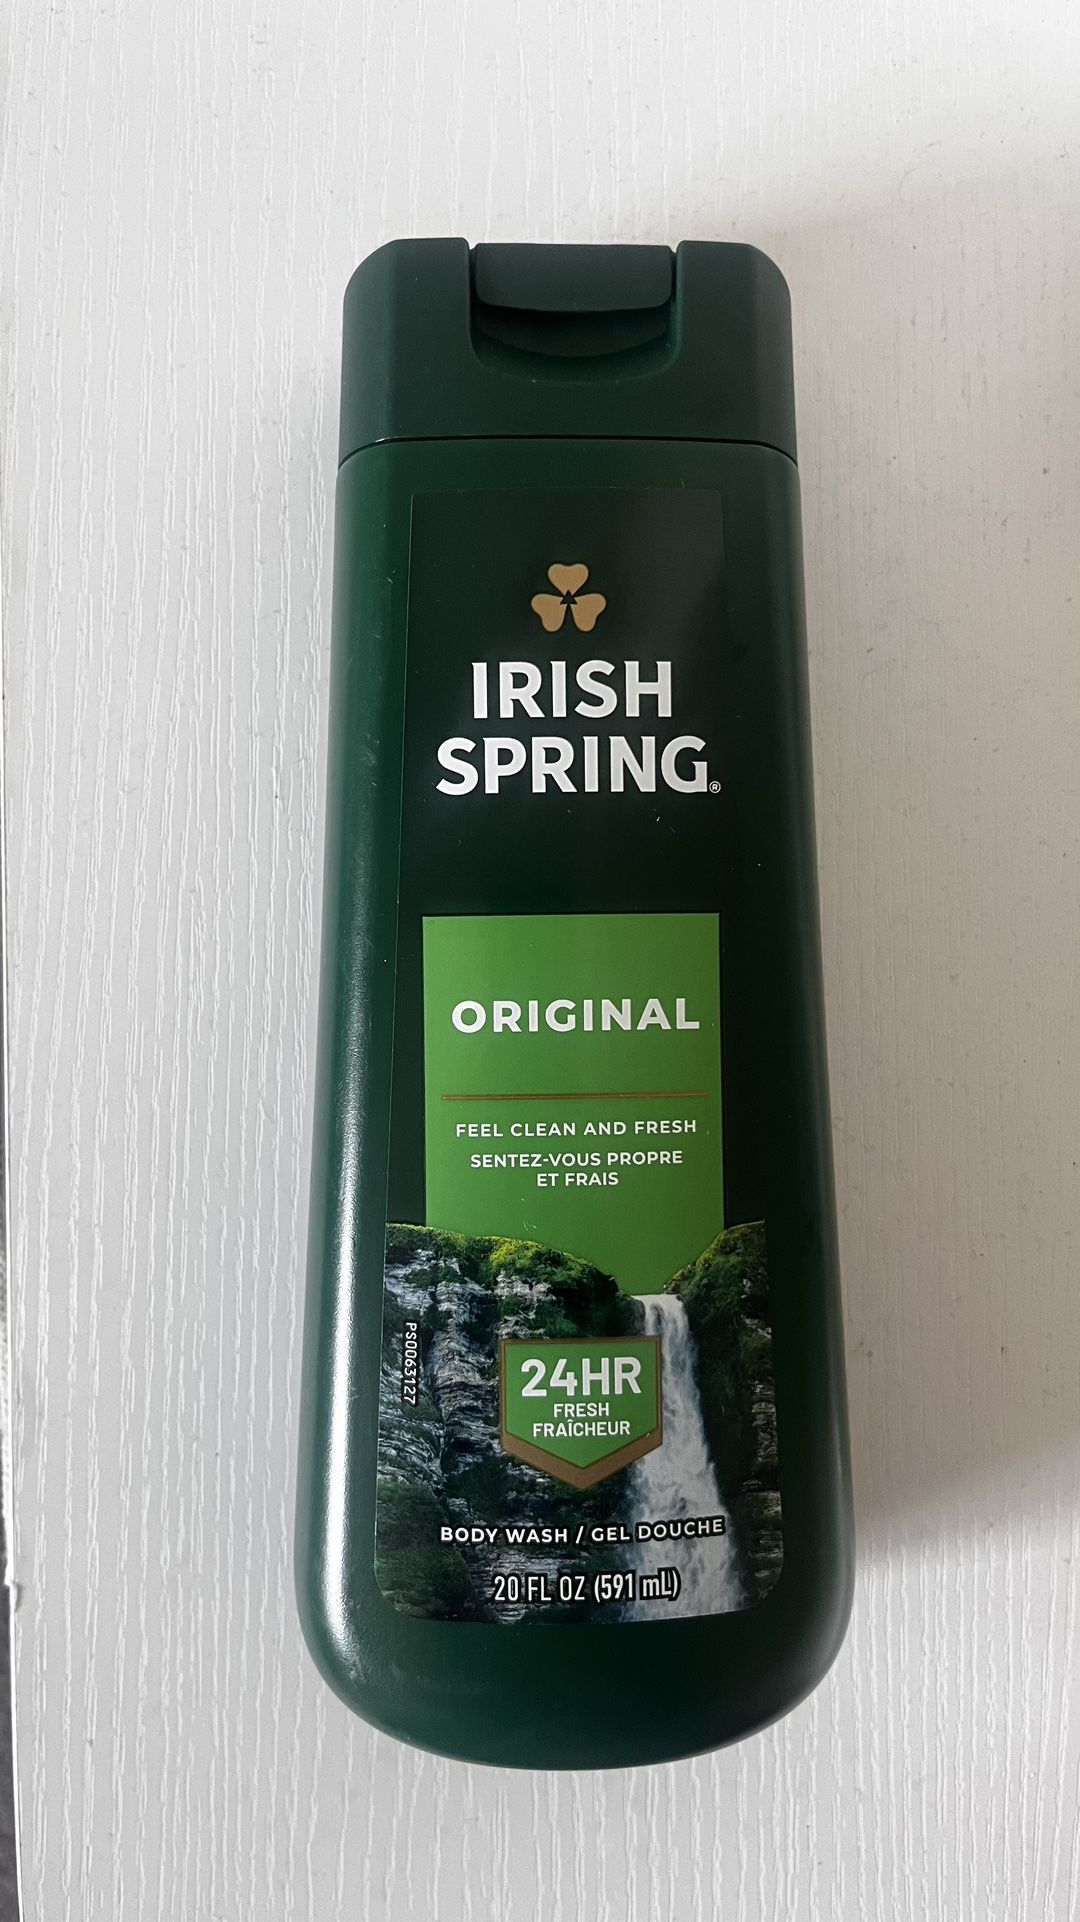 IRISH
SPRING®
ORIGINAL
FEEL CLEAN AND FRESH
SENTEZ-VOUS PROPRE
ET FRAIS
PS0063127
24HR
FRESH
FRAÎCHEUR
BODY WASH / GEL DOUCHE
20 FL OZ (591 mL)